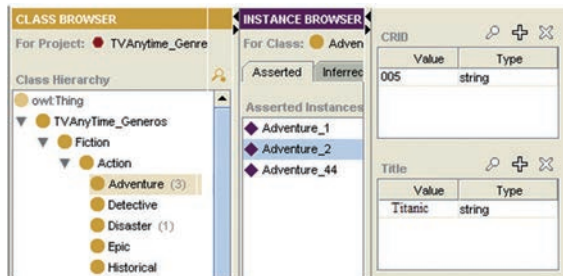 CLASS BROWSER
For Project: TVAnytime_Genre
Class Hierarchy
owl:Thing
TVAnyTime_Generos
Fiction
Action
Adventure (3)
Detective
Disaster (1)
Epic
Historical
INSTANCE BROWSER
For Class: Adven
Asserted Inferred
Asserted Instances
Adventure_1
Adventure_2
Adventure_44
CRID
Value Type
005 string
Title
Value Type
Titanic string